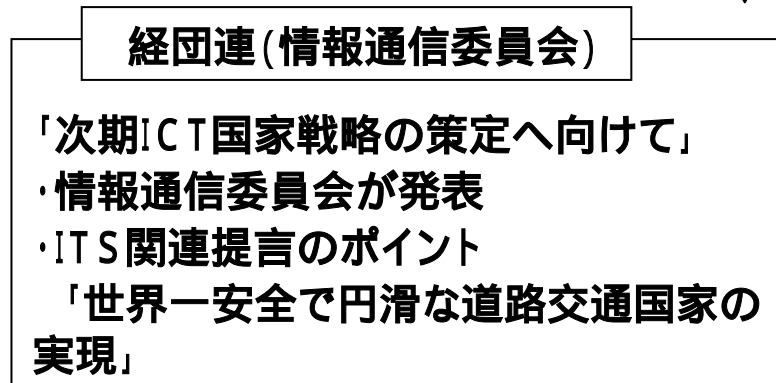 経団連(情報通信委員会)
「次期ICT国家戦略の策定へ向けて」
・情報通信委員会が発表
・ITS関連提言のポイント
「世界一安全で円滑な道路交通国家の
実現」